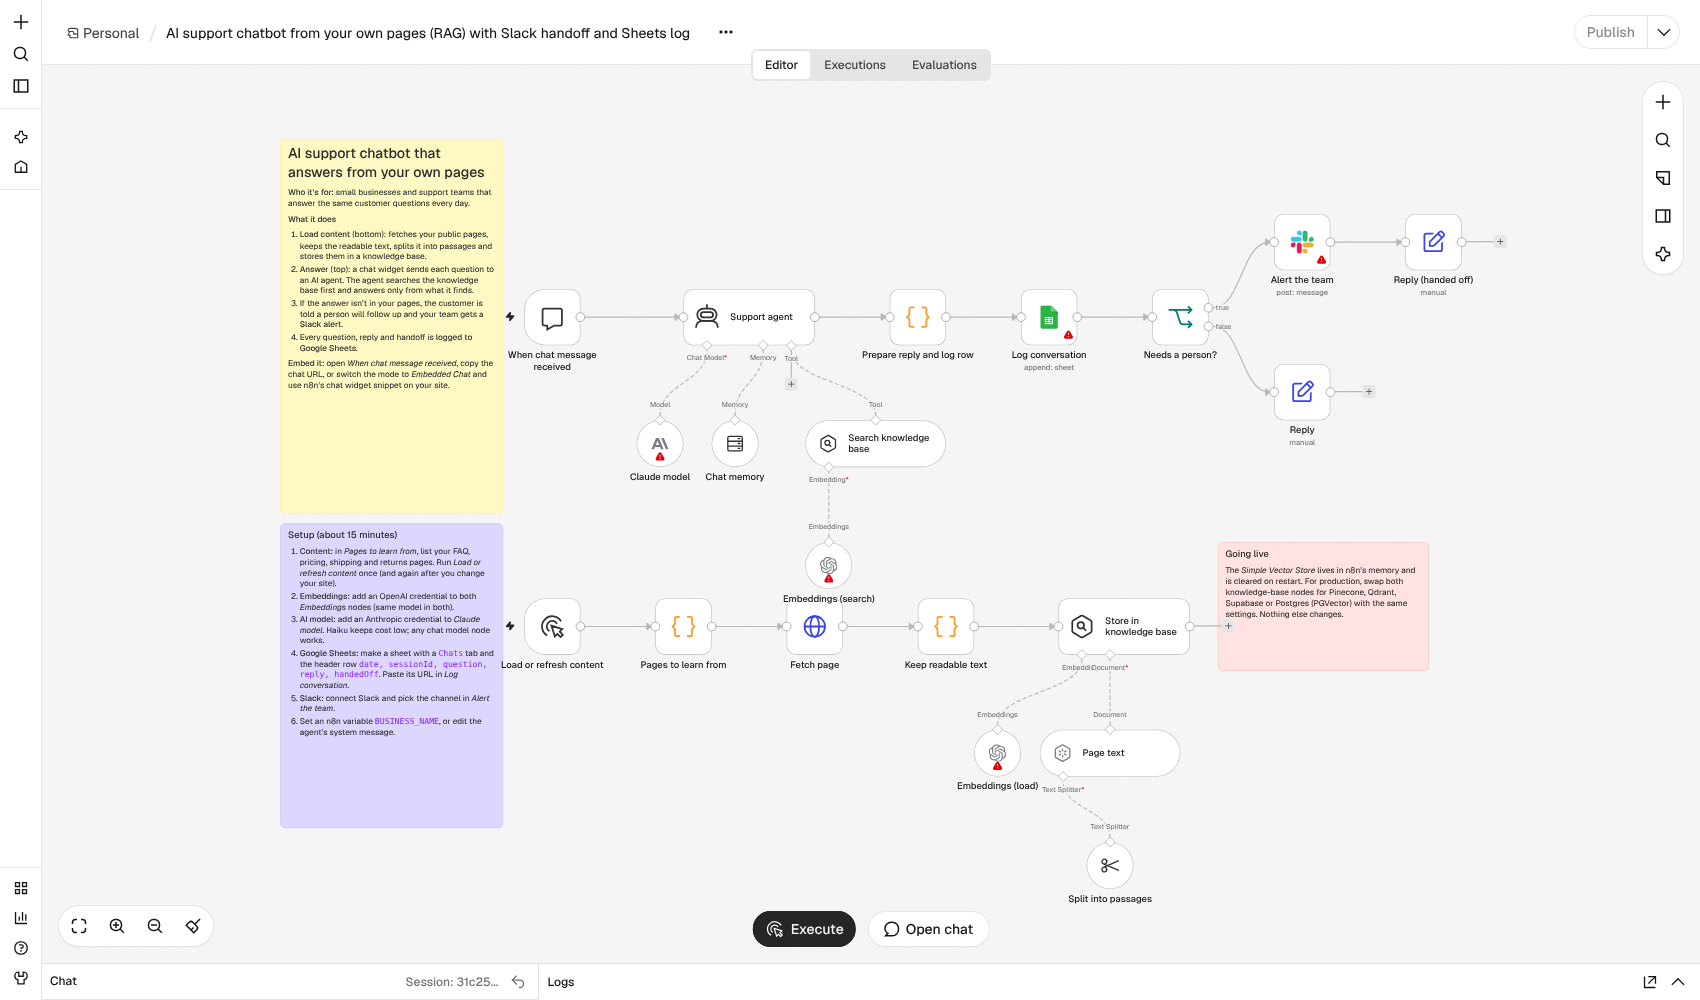 Personal / AI support chatbot from your own pages (RAG) with Slack handoff and Sheets log ...
Publish
Editor Executions Evaluations
AI support chatbot that
answers from your own pages
Who it's for: small businesses and support teams that
answer the same customer questions every day.
What it does
1. Load content (bottom): fetches your public pages,
keeps the readable text, splits it into passages and
stores them in a knowledge base.
2. Answer (top): a chat widget sends each question to
an AI agent. The agent searches the knowledge
base first and answers only from what it finds.
3. If the answer isn't in your pages, the customer is
told a person will follow up and your team gets a
Slack alert.
4. Every question, reply and handoff is logged to
Google Sheets.
Embed it: open When chat message received, copy the
chat URL, or switch the mode to Embedded Chat and
use n8n's chat widget snippet on your site.
When chat message
received
Support agent
Chat Model*
Memory
Tool
Prepare reply and log row
Log conversation
append: sheet
Needs a person?
true
false
Alert the team
post: message
Reply (handed off)
manual
Reply
manual
Model
Claude model
Memory
Chat memory
Tool
Search knowledge
base
Embedding*
Embeddings
Embeddings (search)
Setup (about 15 minutes)
1. Content: in Pages to learn from, list your FAQ,
pricing, shipping and returns pages. Run Load or
refresh content once (and again after you change
your site).
2. Embeddings: add an OpenAI credential to both
Embeddings nodes (same model in both).
3. AI model: add an Anthropic credential to Claude
model. Haiku keeps cost low; any chat model node
works.
4. Google Sheets: make a sheet with a Chats tab and
the header row date, sessionId, question,
reply, handedOff. Paste its URL in Log
conversation.
5. Slack: connect Slack and pick the channel in Alert
the team.
6. Set an n8n variable BUSINESS_NAME, or edit the
agent's system message.
Load or refresh content
Pages to learn from
Fetch page
Keep readable text
Store in
knowledge base
Embeddi
Document*
Going live
The Simple Vector Store lives in n8n's memory and
is cleared on restart. For production, swap both
knowledge-base nodes for Pinecone, Qdrant,
Supabase or Postgres (PGVector) with the same
settings. Nothing else changes.
Embeddings
Embeddings (load)
Document
Page text
Text Splitter*
Text Splitter
Split into passages
Execute
Open chat
Chat
Session: 31c25...
Logs